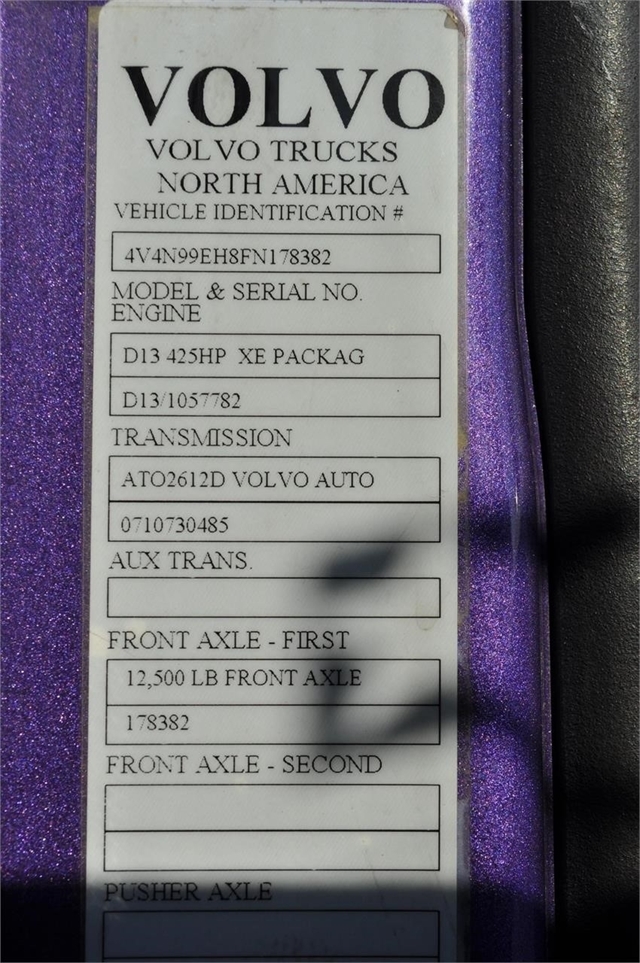 VOLVO
VOLVO TRUCKS
NORTH AMERICA
VEHICLE IDENTIFICATION #
4V4N99EH8FN178382
MODEL & SERIAL NO.
ENGINE
D13 425HP XE PACKAG
D13/1057782
TRANSMISSION
ATO2612D VOLVO AUTO
0710730485
AUX TRANS.
FRONT AXLE - FIRST
12,500 LB FRONT AXLE
178382
FRONT AXLE - SECOND
PUSHER AXLE